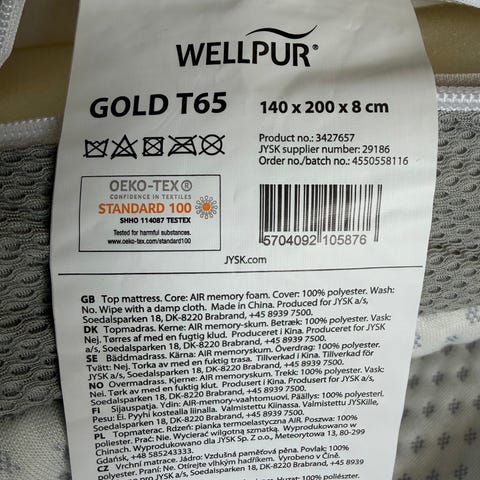 WELLPUR®
GOLD T65
140 x 200 x 8 cm
Product no.: 3427657
JYSK supplier number: 29186
Order no./batch no.: 4550558116
OEKO-TEX®
CONFIDENCE IN TEXTILES
STANDARD 100
SHHO 114087 TESTEX
Tested for harmful substances.
www.oeko-tex.com/standard100
5704092105876
JYSK.com
GB Top mattress. Core: AIR memory foam. Cover: 100% polyester. Wash:
No. Wipe with a damp cloth. Made in China. Produced for JYSK a/s,
Soedalsparken 18, DK-8220 Brabrand, +45 8939 7500.
DK Topmadras. Kerne: AIR memory-skum. Betræk: 100% polyester. Vask:
Nej. Tørres af med en fugtig klud. Produceret i Kina. Produceret for
JYSK a/s, Soedalsparken 18, DK-8220 Brabrand, +45 8939 7500.
SE Bäddmadrass. Kärna: AIR memoryskum. Överdrag: 100% polyester.
Tvätt: Nej. Torka av med en fuktig trasa. Tillverkad i Kina. Tillverkad för
JYSK a/s, Soedalsparken 18, DK-8220 Brabrand, +45 8939 7500.
NO Overmadrass. Kjerne: AIR memoryskum. Trekk: 100% polyester. Vask:
Nei. Tørk av med en fuktig klut. Produsert i Kina. Produsert for JYSK a/s,
Soedalsparken 18, DK-8220 Brabrand, +45 8939 7500.
FI Sijauspatja. Ydin: AIR-memory-vaahtomuovi. Päällys: 100% polyesteri.
Pesu: Ei. Pyyhi kostealla liinalla. Valmistettu Kiinassa. Valmistettu JYSKille,
Soedalsparken 18, DK-8220 Brabrand, +45 8939 7500.
PL Topmaterac. Rdzeń: pianka termoelastyczna AIR. Poszwa: 100%
poliester. Prać: Nie. Wycierać wilgotną szmatką. Wyprodukowano w
Chinach. Wyprodukowano dla JYSK Sp. Z o.o., Meteorytowa 13, 80-299
Gdańsk, +48 585243333.
CZ Vrchní matrace. Jádro: Vzdušná paměťová pěna. Povlak: 100%
polyester. Praní: Ne. Otírejte vlhkým hadříkem. Vyrobeno v Číně.